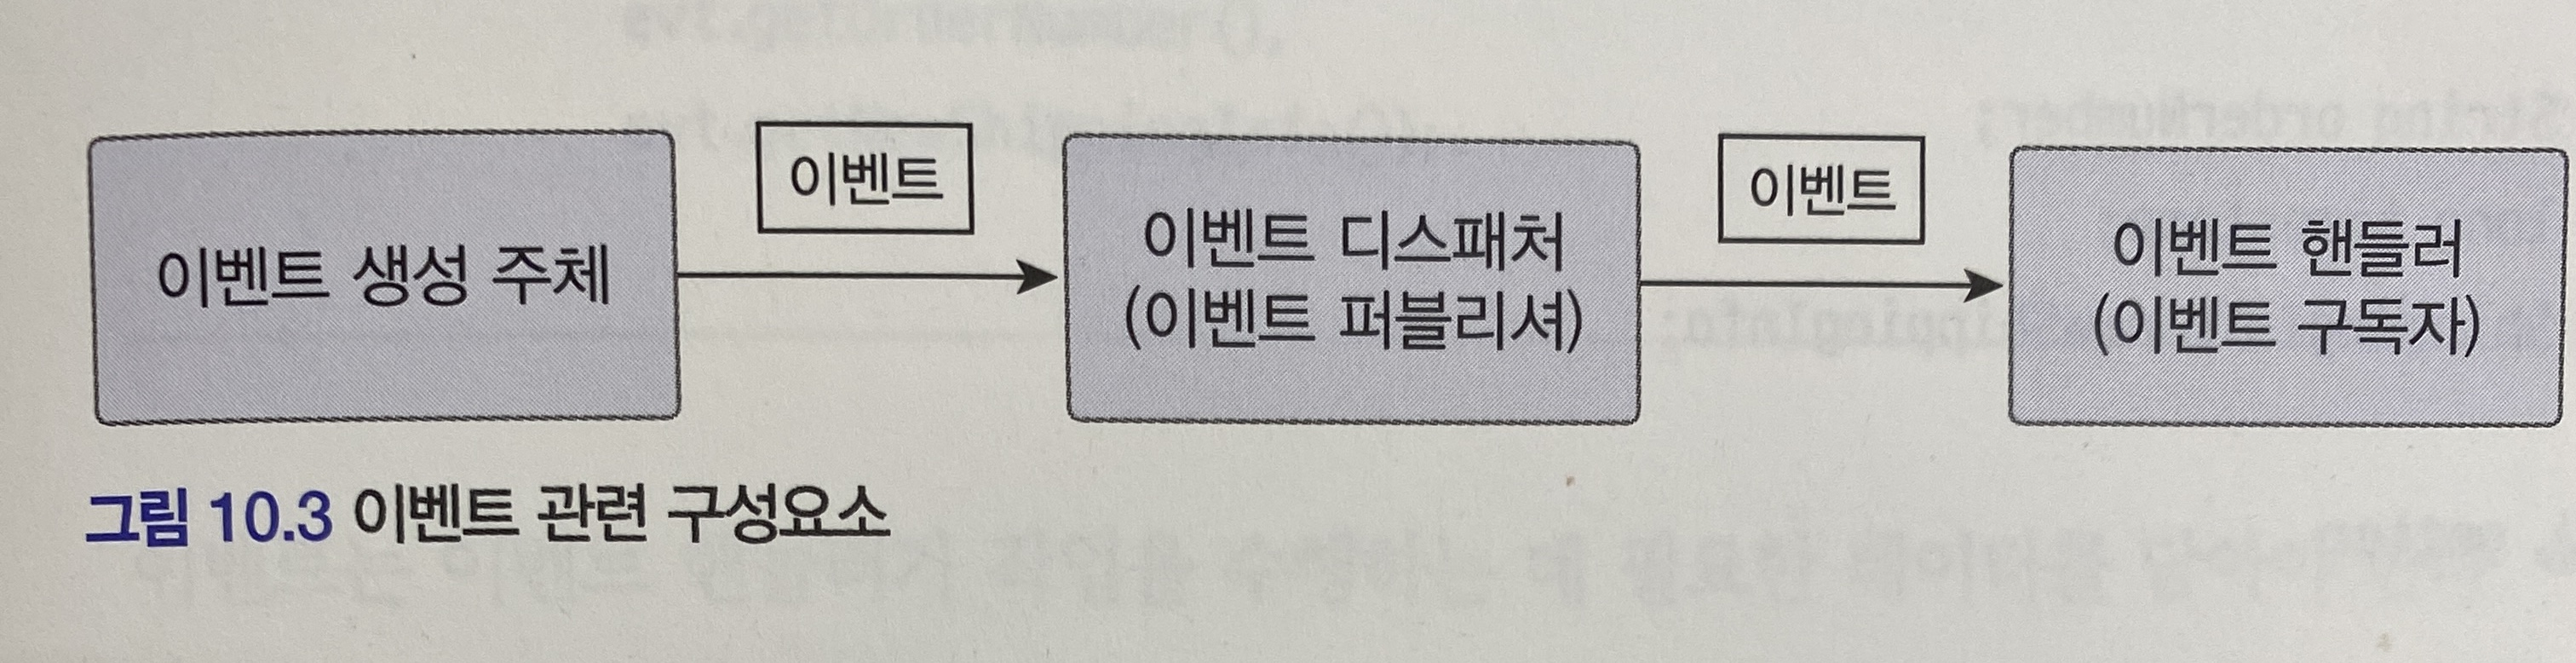 이벤트 생성 주체
이벤트
이벤트 디스패처
(이벤트 퍼블리셔)
이벤트
이벤트 핸들러
(이벤트 구독자)
그림 10.3 이벤트 관련 구성요소